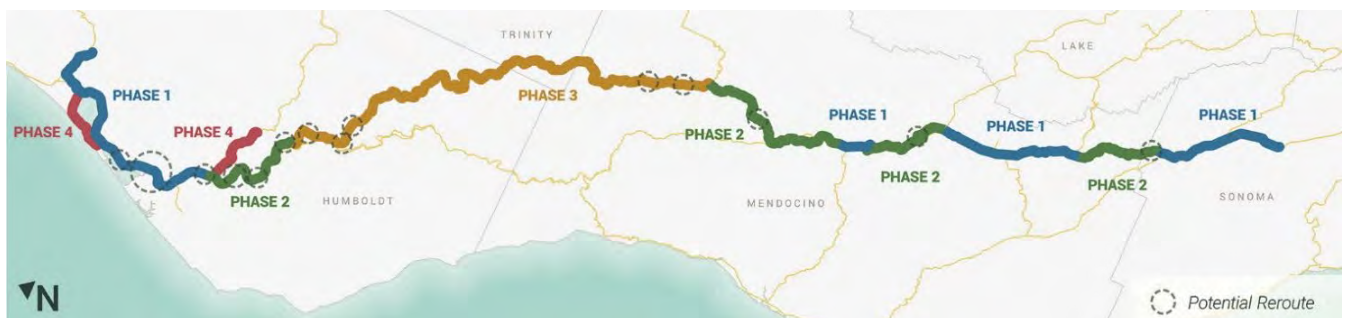 TRINITY
LAKE
PHASE 1
PHASE 3
PHASE 1
PHASE 1
PHASE 4
PHASE 4
PHASE 2
PHASE 1
PHASE 2
PHASE 2
PHASE 2
HUMBOLDT
MENDOCINO
SONOMA
N
Potential Reroute